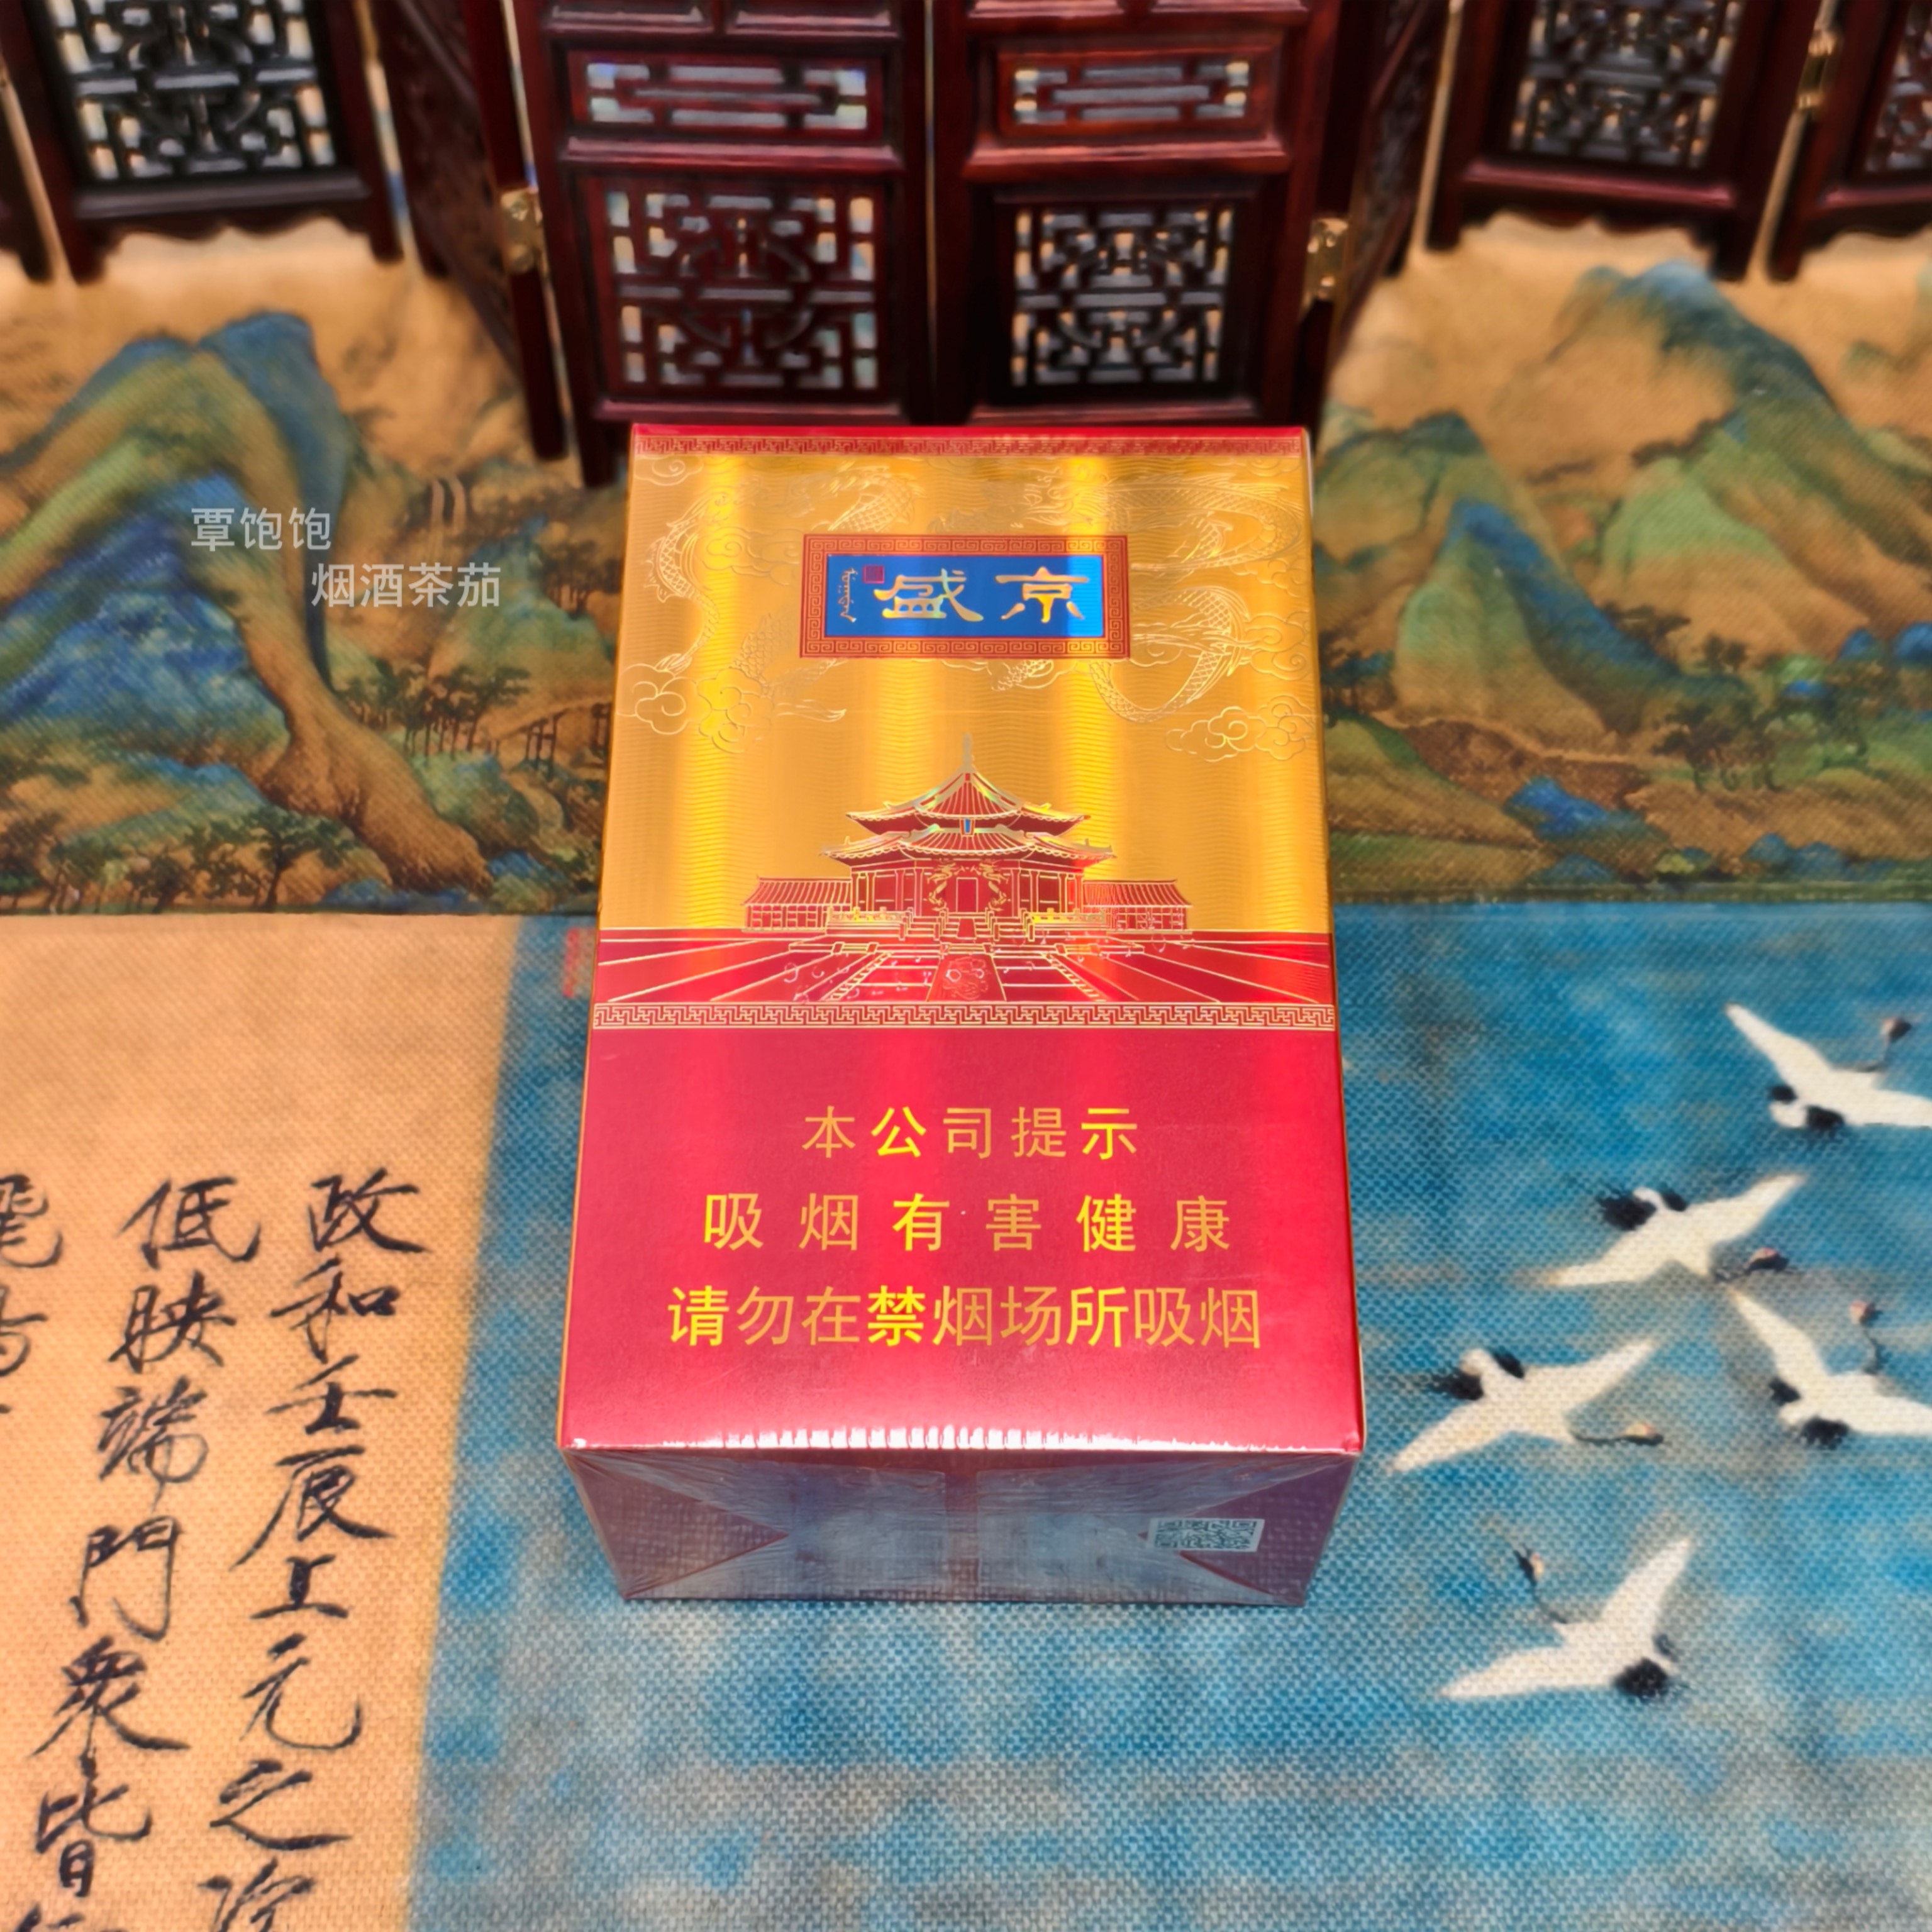 覃饱饱
烟酒茶茄
盛京
本公司提示
吸烟有害健康
请勿在禁烟场所吸烟
政和壬辰上元之次
低映端門衆皆
飛